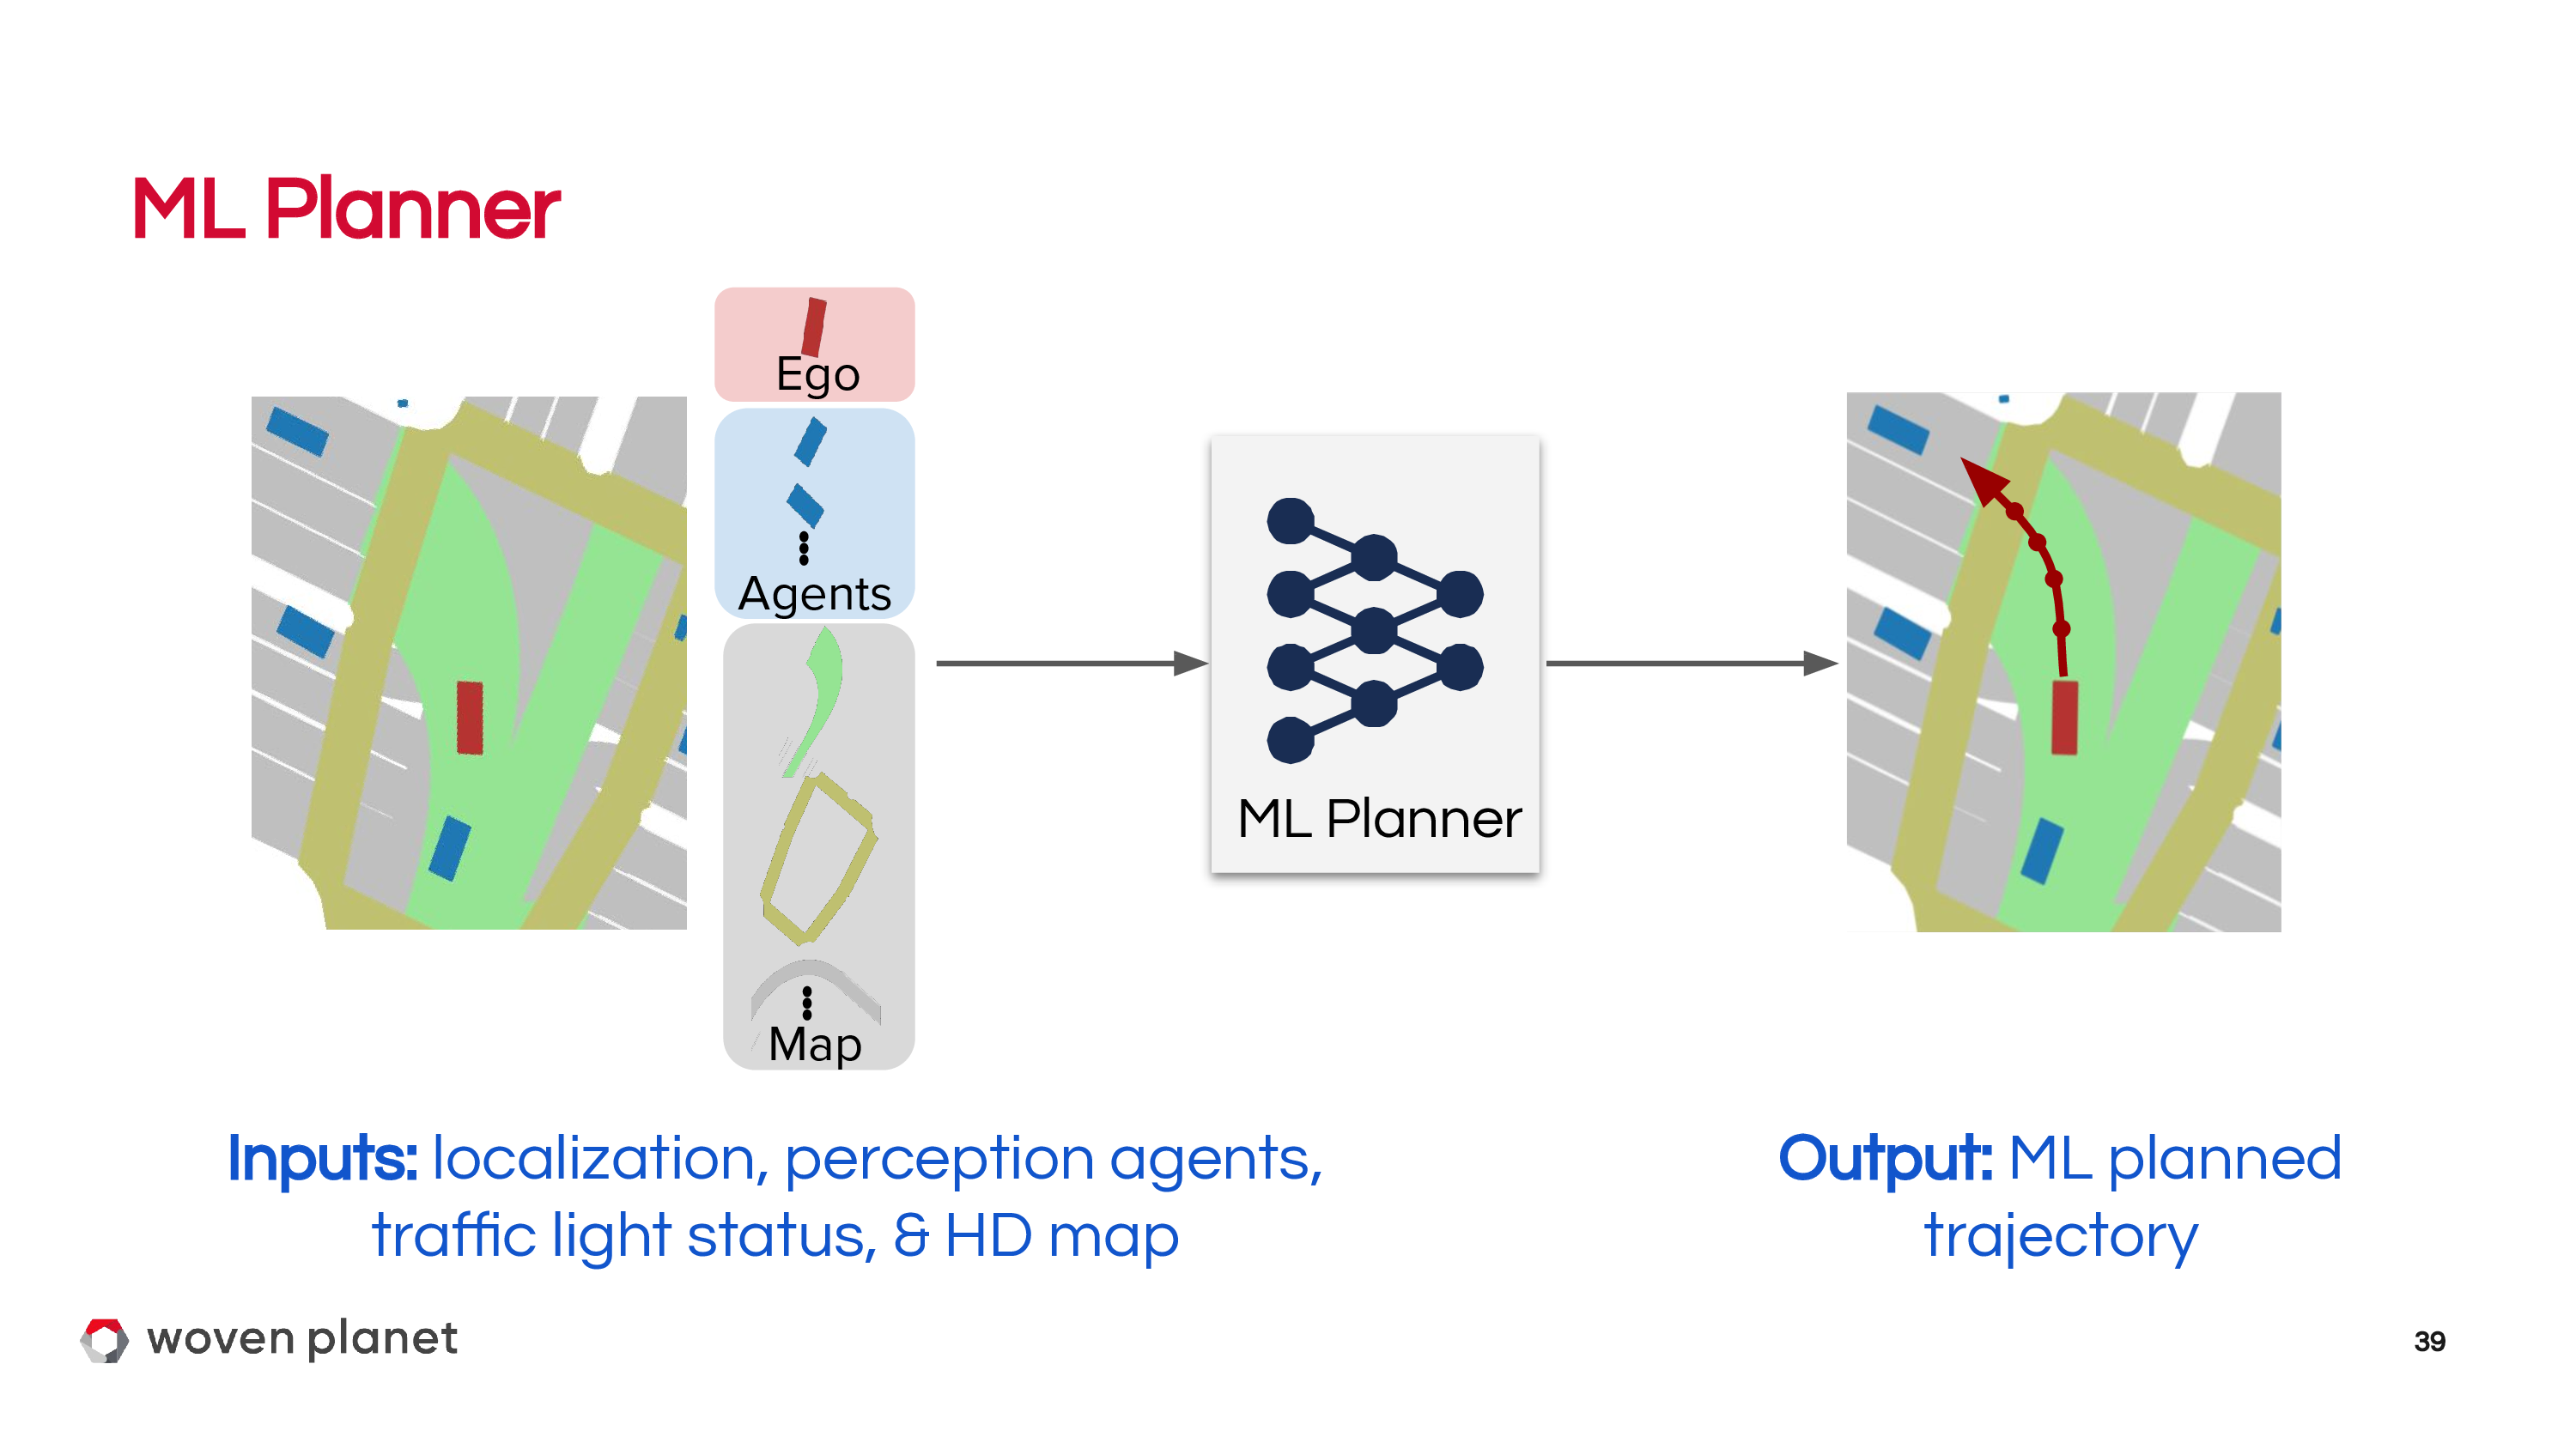 ML Planner
Ego
Agents
Map
ML Planner
Inputs: localization, perception agents,
traffic light status, & HD map
Output: ML planned
trajectory
woven planet
39